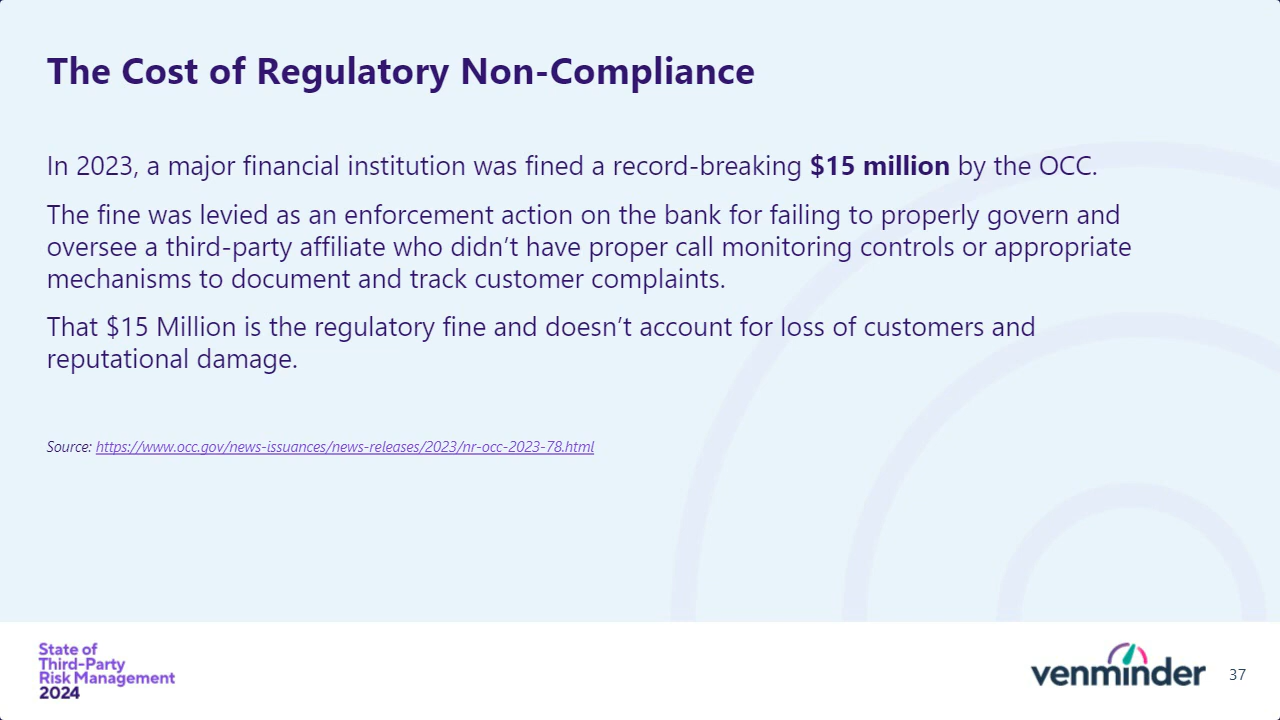 The Cost of Regulatory Non-Compliance
In 2023, a major financial institution was fined a record-breaking $15 million by the OCC.
The fine was levied as an enforcement action on the bank for failing to properly govern and
oversee a third-party affiliate who didn’t have proper call monitoring controls or appropriate
mechanisms to document and track customer complaints.
That $15 Million is the regulatory fine and doesn’t account for loss of customers and
reputational damage.
Source: https://www.occ.gov/news-issuances/news-releases/2023/nr-occ-2023-78.html
State of
Third-Party
Risk Management
2024
venminder
37